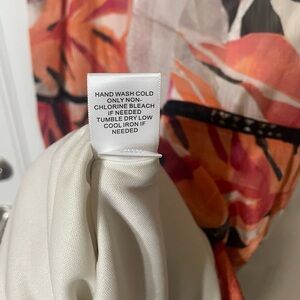 HAND WASH COLD
ONLY NON-
CHLORINE BLEACH
IF NEEDED
TUMBLE DRY LOW
COOL IRON IF
NEEDED